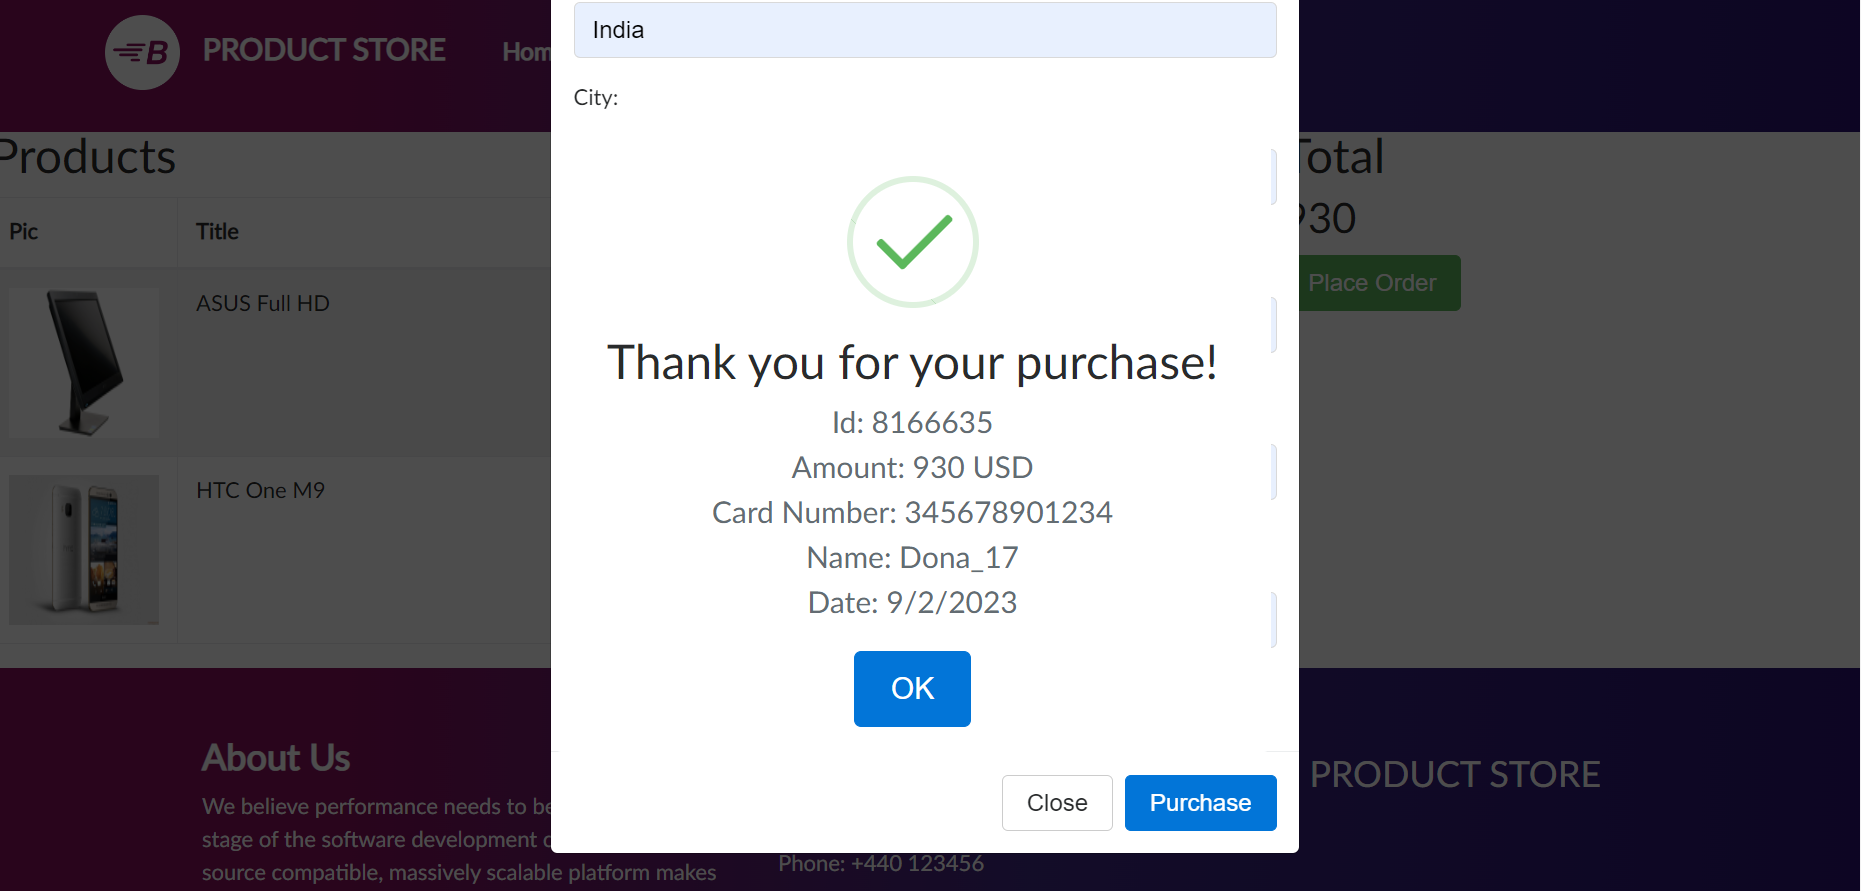 B PRODUCT STORE
India
City:
Products
Pic Title
ASUS Full HD
HTC One M9
Total
930
Place Order
Thank you for your purchase!
Id: 8166635
Amount: 930 USD
Card Number: 345678901234
Name: Dona_17
Date: 9/2/2023
OK
Close Purchase
About Us
We believe performance needs to be
stage of the software development
source compatible, massively scalable platform makes
Phone: +440 123456
PRODUCT STORE